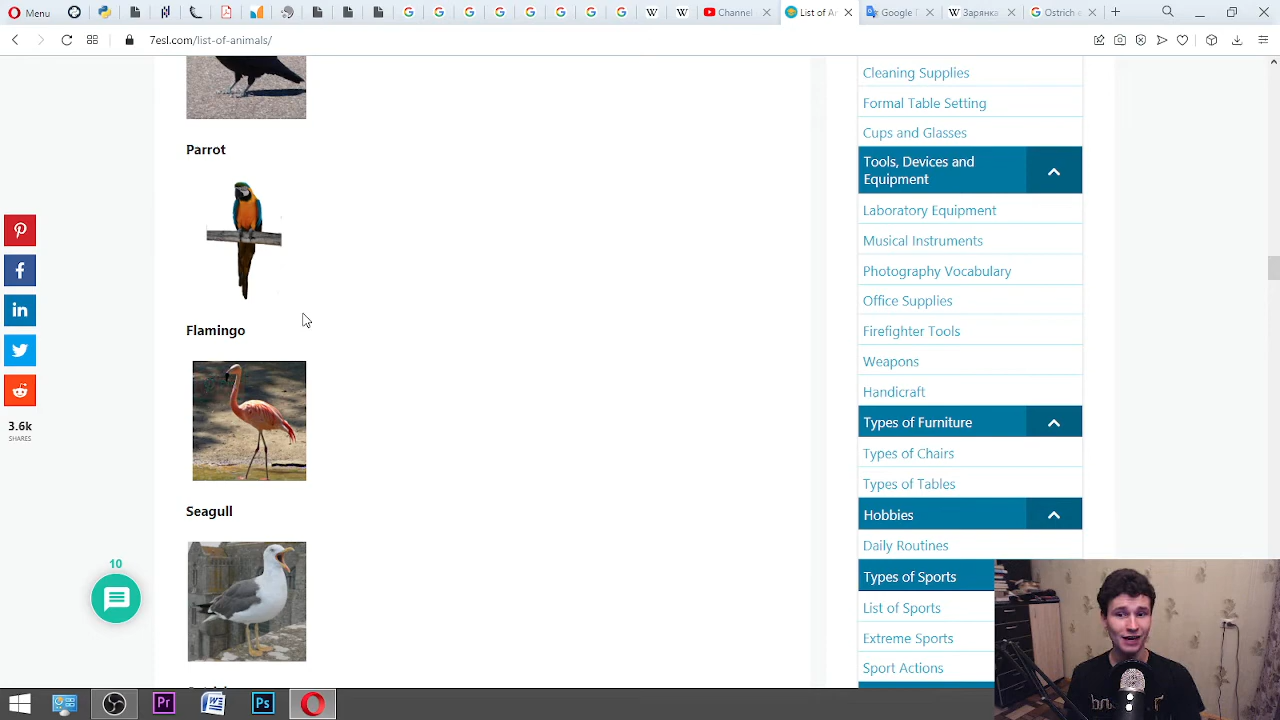 Menu
Channel
List of Ar
Google T
Зарянка
Ostrich e
7esl.com/list-of-animals/
Parrot
Flamingo
Seagull
3.6k
SHARES
10
Cleaning Supplies
Formal Table Setting
Cups and Glasses
Tools, Devices and
Equipment
Laboratory Equipment
Musical Instruments
Photography Vocabulary
Office Supplies
Firefighter Tools
Weapons
Handicraft
Types of Furniture
Types of Chairs
Types of Tables
Hobbies
Daily Routines
Types of Sports
List of Sports
Extreme Sports
Sport Actions